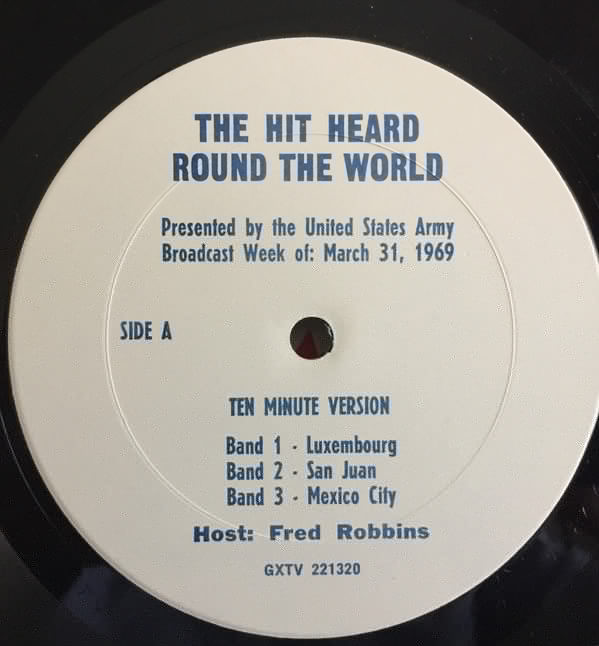 THE HIT HEARD
ROUND THE WORLD
Presented by the United States Army
Broadcast Week of: March 31, 1969
SIDE A
TEN MINUTE VERSION
Band 1 - Luxembourg
Band 2 - San Juan
Band 3 - Mexico City
Host: Fred Robbins
GXTV 221320